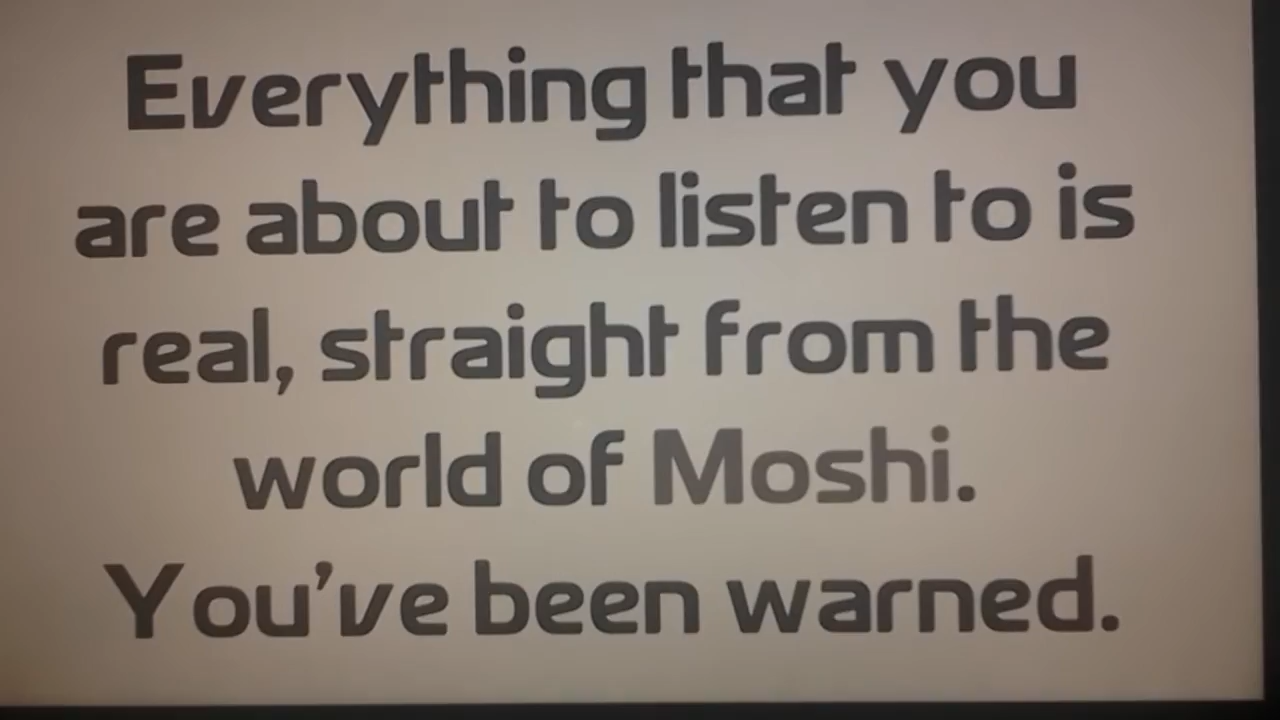 Everything that you
are about to listen to is
real, straight from the
world of Moshi.
You've been warned.